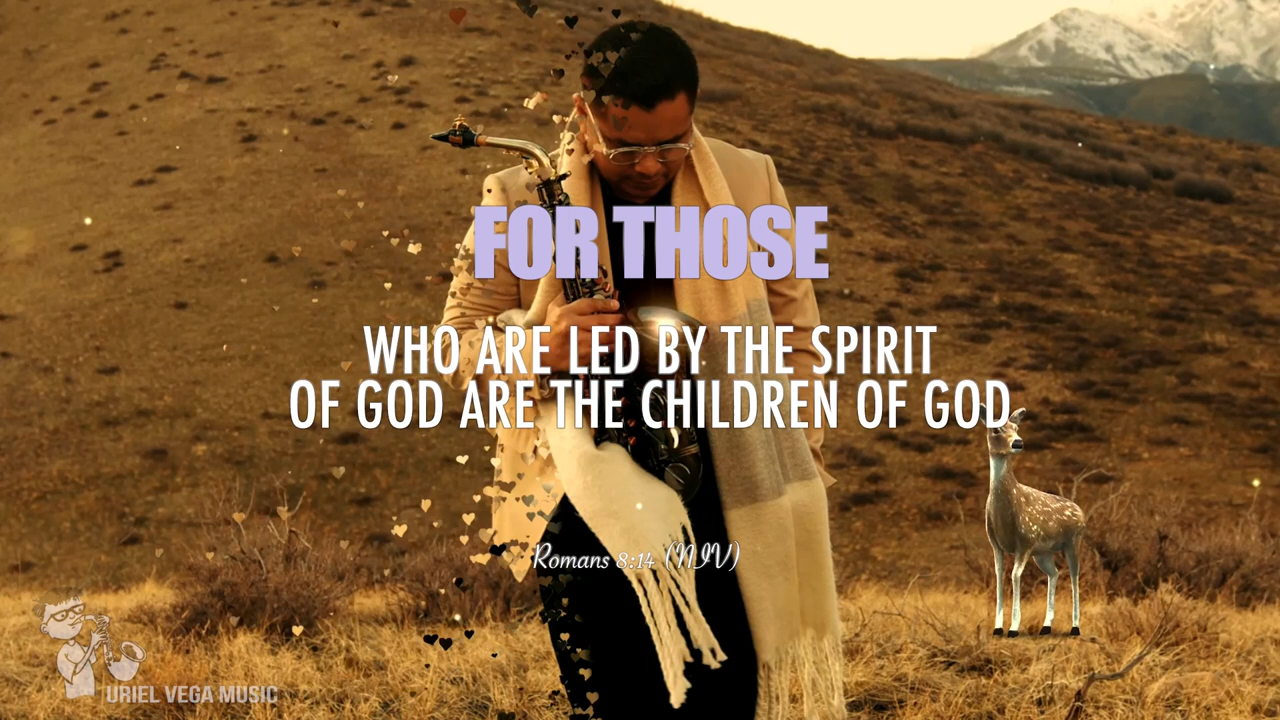 FOR THOSE
WHO ARE LED BY THE SPIRIT
OF GOD ARE THE CHILDREN OF GOD
Romans 8:14 (NIV)
URIEL VEGA MUSIC